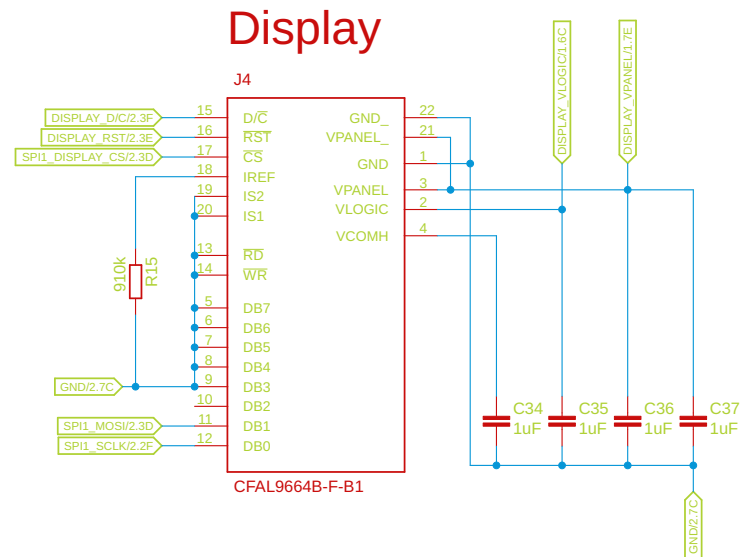 Display
J4
DISPLAY_D/C/2.3F 15 D/C GND_ 22
DISPLAY_RST/2.3E 16 RST VPANEL_ 21
SPI1_DISPLAY_CS/2.3D 17 CS GND 1
18 IREF
19 IS2 VPANEL 3
20 IS1 VLOGIC 2
VCOMH 4
13 RD
14 WR
5 DB7
6 DB6
7 DB5
8 DB4
GND/2.7C 9 DB3
10 DB2
SPI1_MOSI/2.3D 11 DB1
SPI1_SCLK/2.2F 12 DB0
CFAL9664B-F-B1
910k
R15
DISPLAY_VLOGIC/1.6C
DISPLAY_VPANEL/1.7E
C34 C35 C36 C37
1uF 1uF 1uF 1uF
GND/2.7C